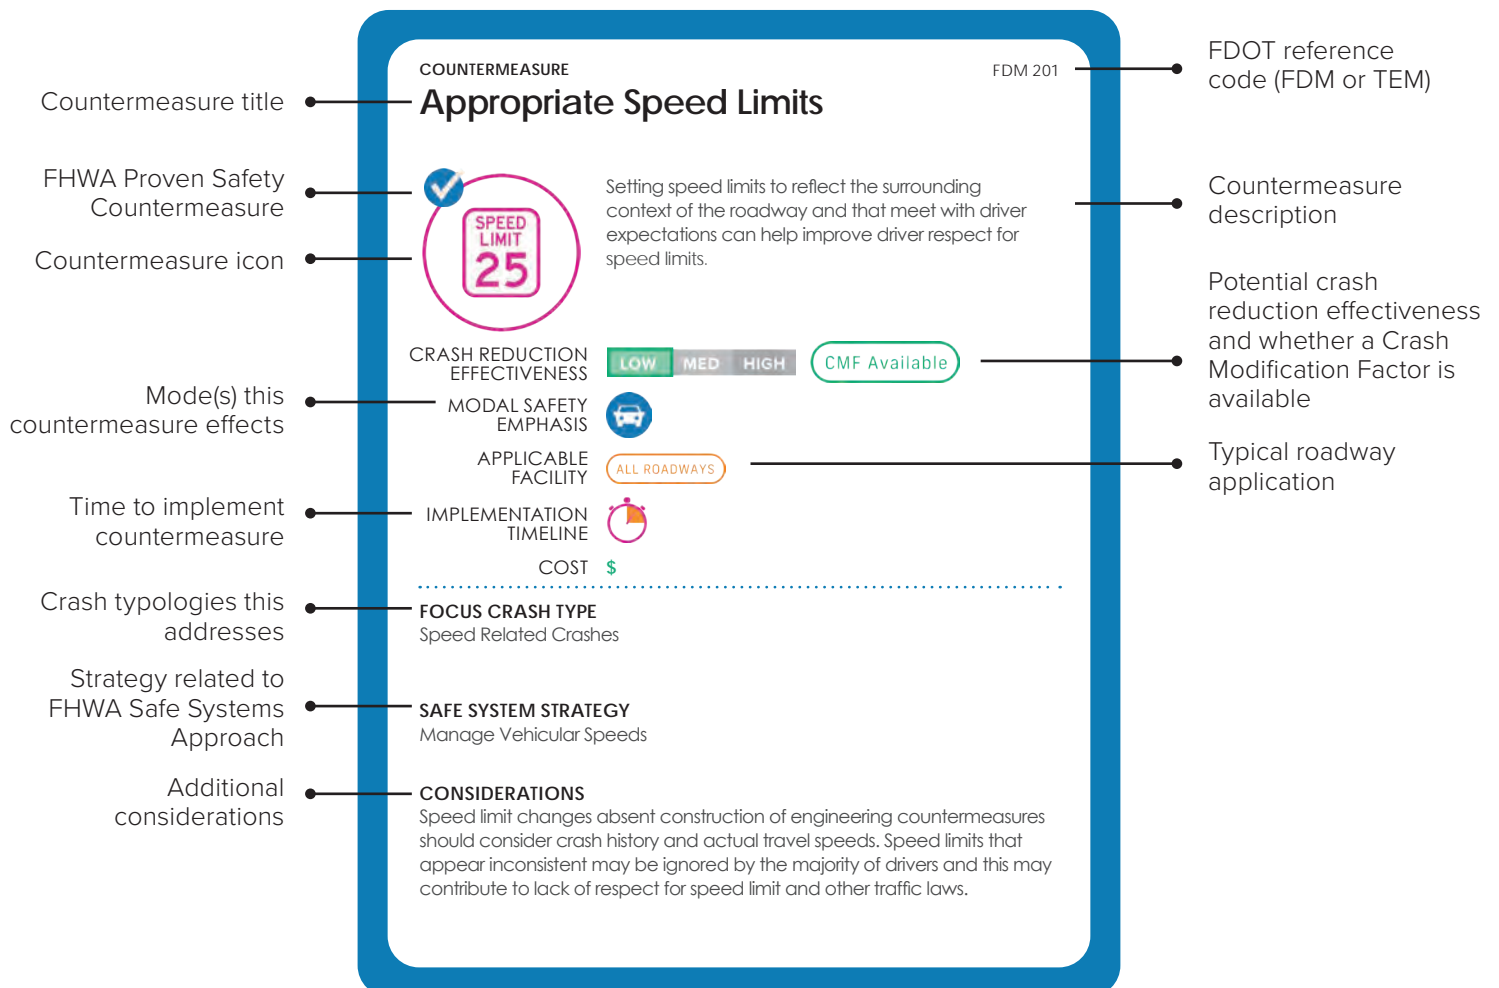 Countermeasure title
FHWA Proven Safety
Countermeasure
Countermeasure icon
Mode(s) this
countermeasure effects
Time to implement
countermeasure
Crash typologies this
addresses
Strategy related to
FHWA Safe Systems
Approach
Additional
considerations
COUNTERMEASURE
FDM 201
Appropriate Speed Limits
SPEED
LIMIT
25
Setting speed limits to reflect the surrounding
context of the roadway and that meet with driver
expectations can help improve driver respect for
speed limits.
CRASH REDUCTION
EFFECTIVENESS
LOW MED HIGH
CMF Available
MODAL SAFETY
EMPHASIS
APPLICABLE
FACILITY
ALL ROADWAYS
IMPLEMENTATION
TIMELINE
COST $
FOCUS CRASH TYPE
Speed Related Crashes
SAFE SYSTEM STRATEGY
Manage Vehicular Speeds
CONSIDERATIONS
Speed limit changes absent construction of engineering countermeasures
should consider crash history and actual travel speeds. Speed limits that
appear inconsistent may be ignored by the majority of drivers and this may
contribute to lack of respect for speed limit and other traffic laws.
FDOT reference
code (FDM or TEM)
Countermeasure
description
Potential crash
reduction effectiveness
and whether a Crash
Modification Factor is
available
Typical roadway
application